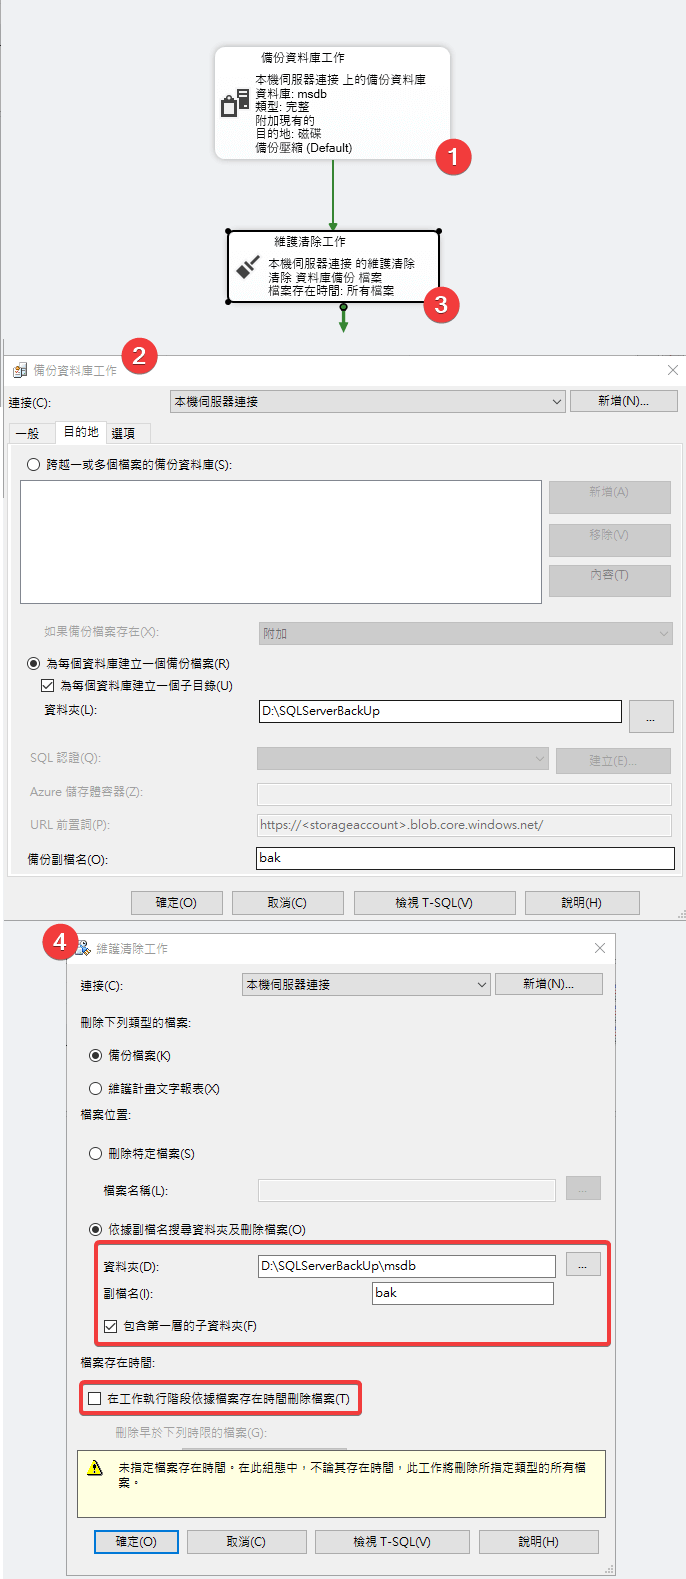 備份資料庫工作
本機伺服器連接 上的備份資料庫
資料庫: msdb
類型: 完整
附加現有的
目的地: 磁碟
備份壓縮 (Default)
1
維護清除工作
本機伺服器連接 的維護清除
清除 資料庫備份 檔案
檔案存在時間: 所有檔案
3
2
備份資料庫工作
連接(C):
本機伺服器連接
新增(N)...
一般
目的地
選項
跨越一或多個檔案的備份資料庫(S):
新增(A)
移除(V)
內容(T)
如果備份檔案存在(X):
附加
為每個資料庫建立一個備份檔案(R)
為每個資料庫建立一個子目錄(U)
資料夾(L):
D:\SQLServerBackUp
...
SQL 認證(Q):
建立(E)...
Azure 儲存體容器(Z):
URL 前置詞(P):
https://<storageaccount>.blob.core.windows.net/
備份副檔名(O):
bak
確定(O)
取消(C)
檢視 T-SQL(V)
說明(H)
4
維護清除工作
連接(C):
本機伺服器連接
新增(N)...
刪除下列類型的檔案:
備份檔案(K)
維護計畫文字報表(X)
檔案位置:
刪除特定檔案(S)
檔案名稱(L):
...
依據副檔名搜尋資料夾及刪除檔案(O)
資料夾(D):
D:\SQLServerBackUp\msdb
...
副檔名(I):
bak
包含第一層的子資料夾(F)
檔案存在時間:
在工作執行階段依據檔案存在時間刪除檔案(T)
刪除早於下列時限的檔案(G):
未指定檔案存在時間。在此組態中，不論其存在時間，此工作將刪除所指定類型的所有檔
案。
確定(O)
取消(C)
檢視 T-SQL(V)
說明(H)